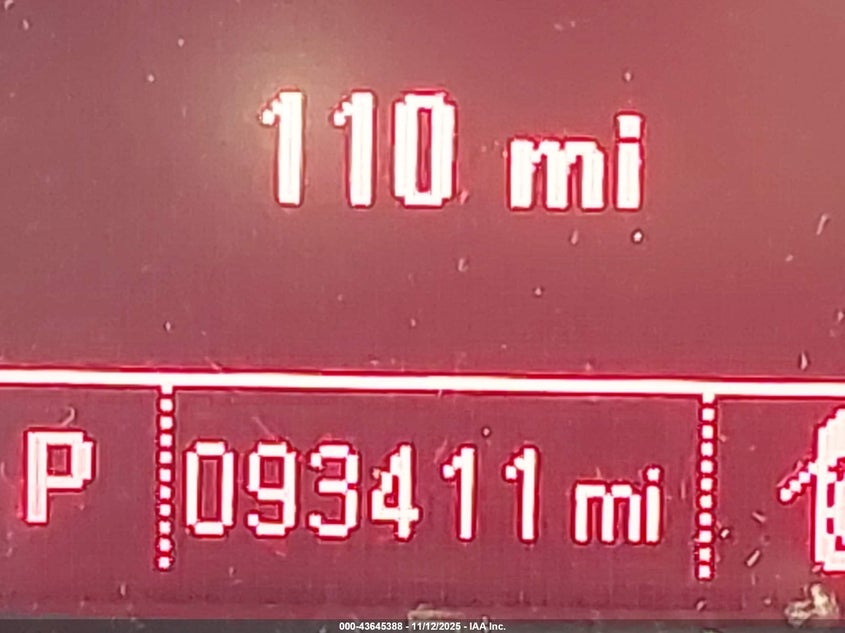 110 mi
P 093411 mi
000-43645388 - 11/12/2025 - IAA Inc.